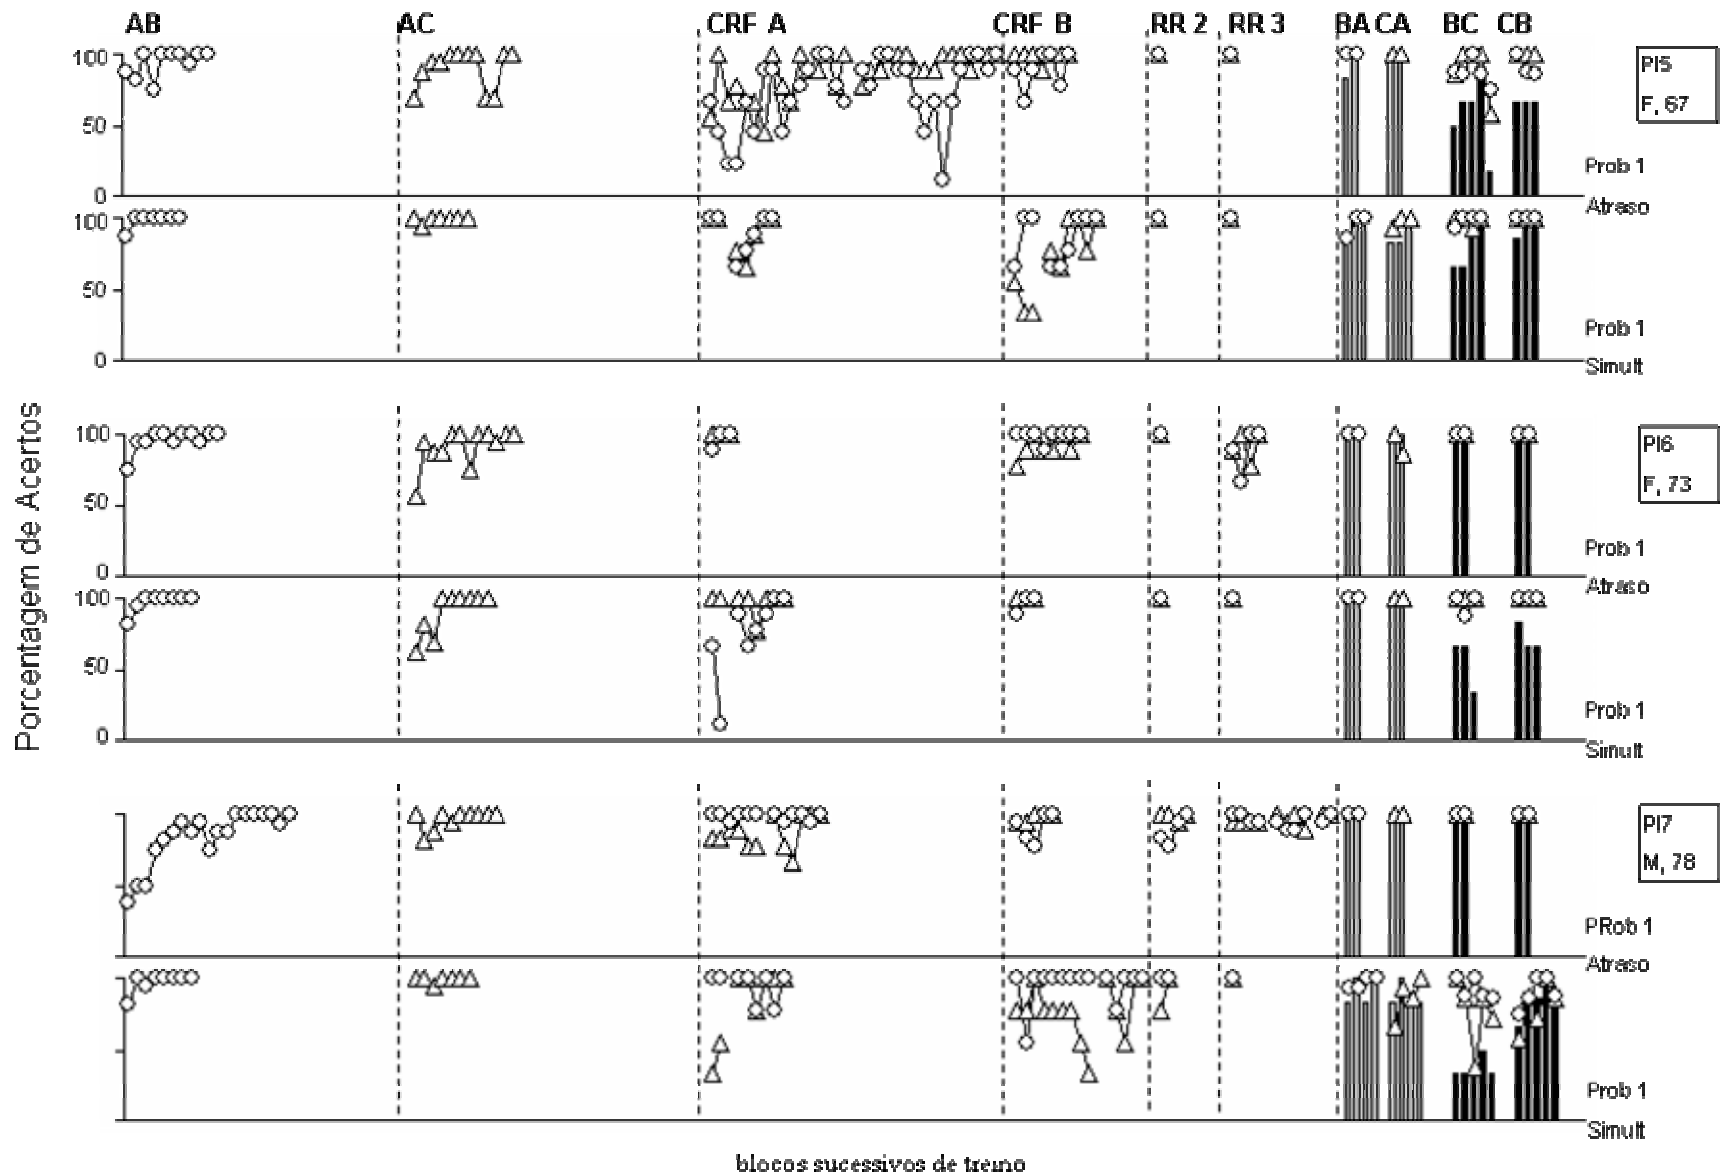 AB AC CRF A CRF B RR 2 RR 3 BA CA BC CB
100
50
0
PI5
F, 67
Prob 1
Atraso
100
50
0
Prob 1
Simult
Porcentagem de Acertos
100
50
0
PI6
F, 73
Prob 1
Atraso
100
50
0
Prob 1
Simult
PI7
M, 78
PRob 1
Atraso
Prob 1
Simult
blocos sucessivos de treino